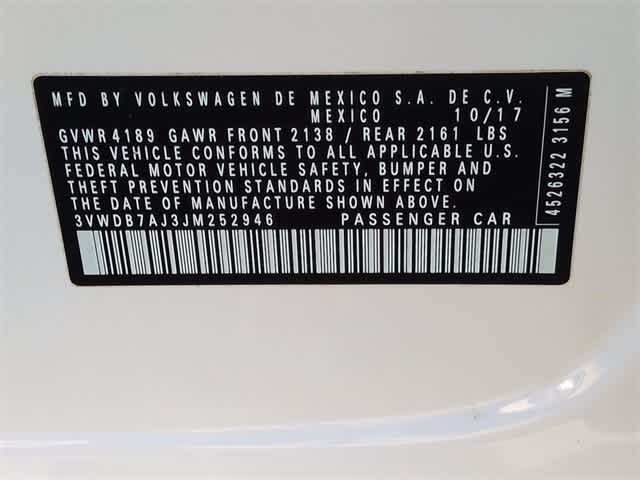 MFD BY VOLKSWAGEN DE MEXICO S.A. DE C.V.
MEXICO 10/17
GVWR 4189 GAWR FRONT 2138 / REAR 2161 LBS
THIS VEHICLE CONFORMS TO ALL APPLICABLE U.S.
FEDERAL MOTOR VEHICLE SAFETY, BUMPER AND
THEFT PREVENTION STANDARDS IN EFFECT ON
THE DATE OF MANUFACTURE SHOWN ABOVE.
3VWDB7AJ3JM252946 PASSENGER CAR
4526322 3156 M